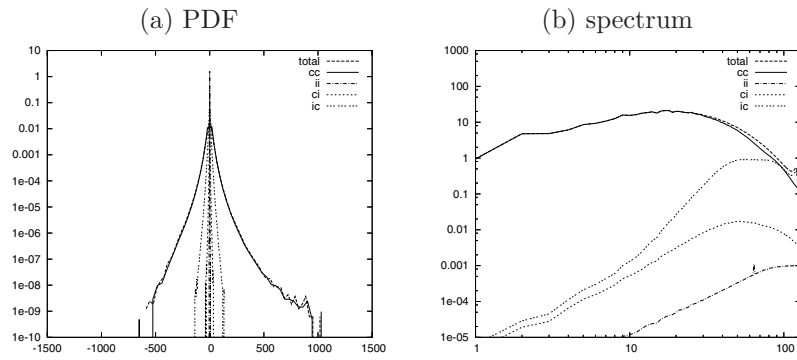 (a) PDF
(b) spectrum
10
1
0.1
0.01
0.001
1e-04
1e-05
1e-06
1e-07
1e-08
1e-09
1e-10
-1500
-1000
-500
0
500
1000
1500
total
cc
ii
ci
ic
1000
100
10
1
0.1
0.01
0.001
1e-04
1e-05
1
10
100
total
cc
ii
ci
ic